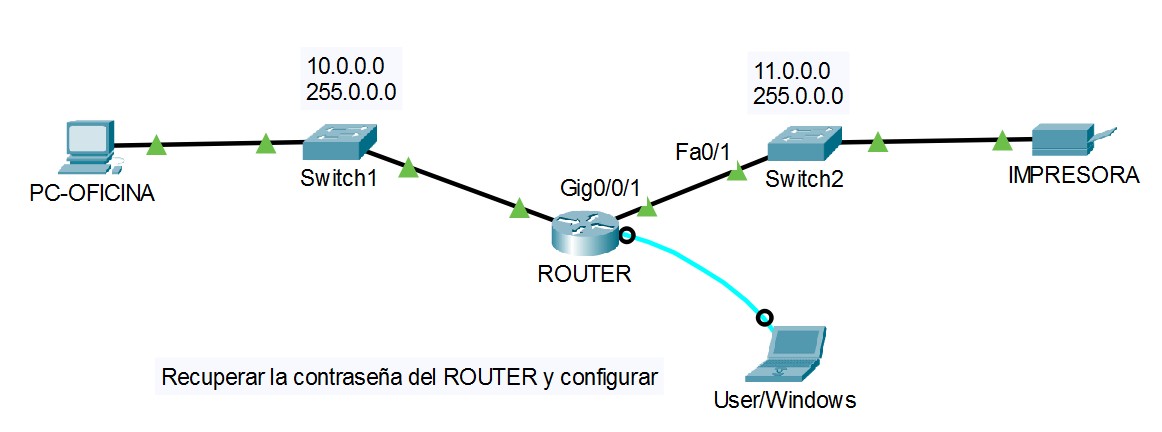 10.0.0.0
255.0.0.0
11.0.0.0
255.0.0.0
PC-OFICINA
Switch1
Fa0/1
Switch2
IMPRESORA
Gig0/0/1
ROUTER
Recuperar la contraseña del ROUTER y configurar
User/Windows